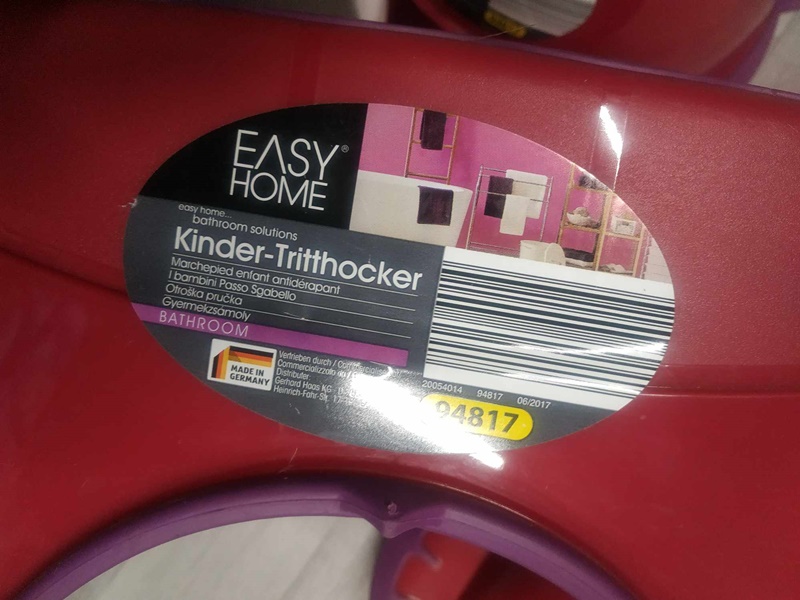 EASY®
HOME
easy home...
bathroom solutions
Kinder-Tritthocker
Marchepied enfant antidérapant
I bambini Passo Sgabello
Otroška pručka
Gyermekzsámoly
BATHROOM
MADE IN
GERMANY
Vertrieben durch /
Distributer
Gerhard Haas KG
Heinrich-Fahr-Str.
20054014 94817 06/2017
94817